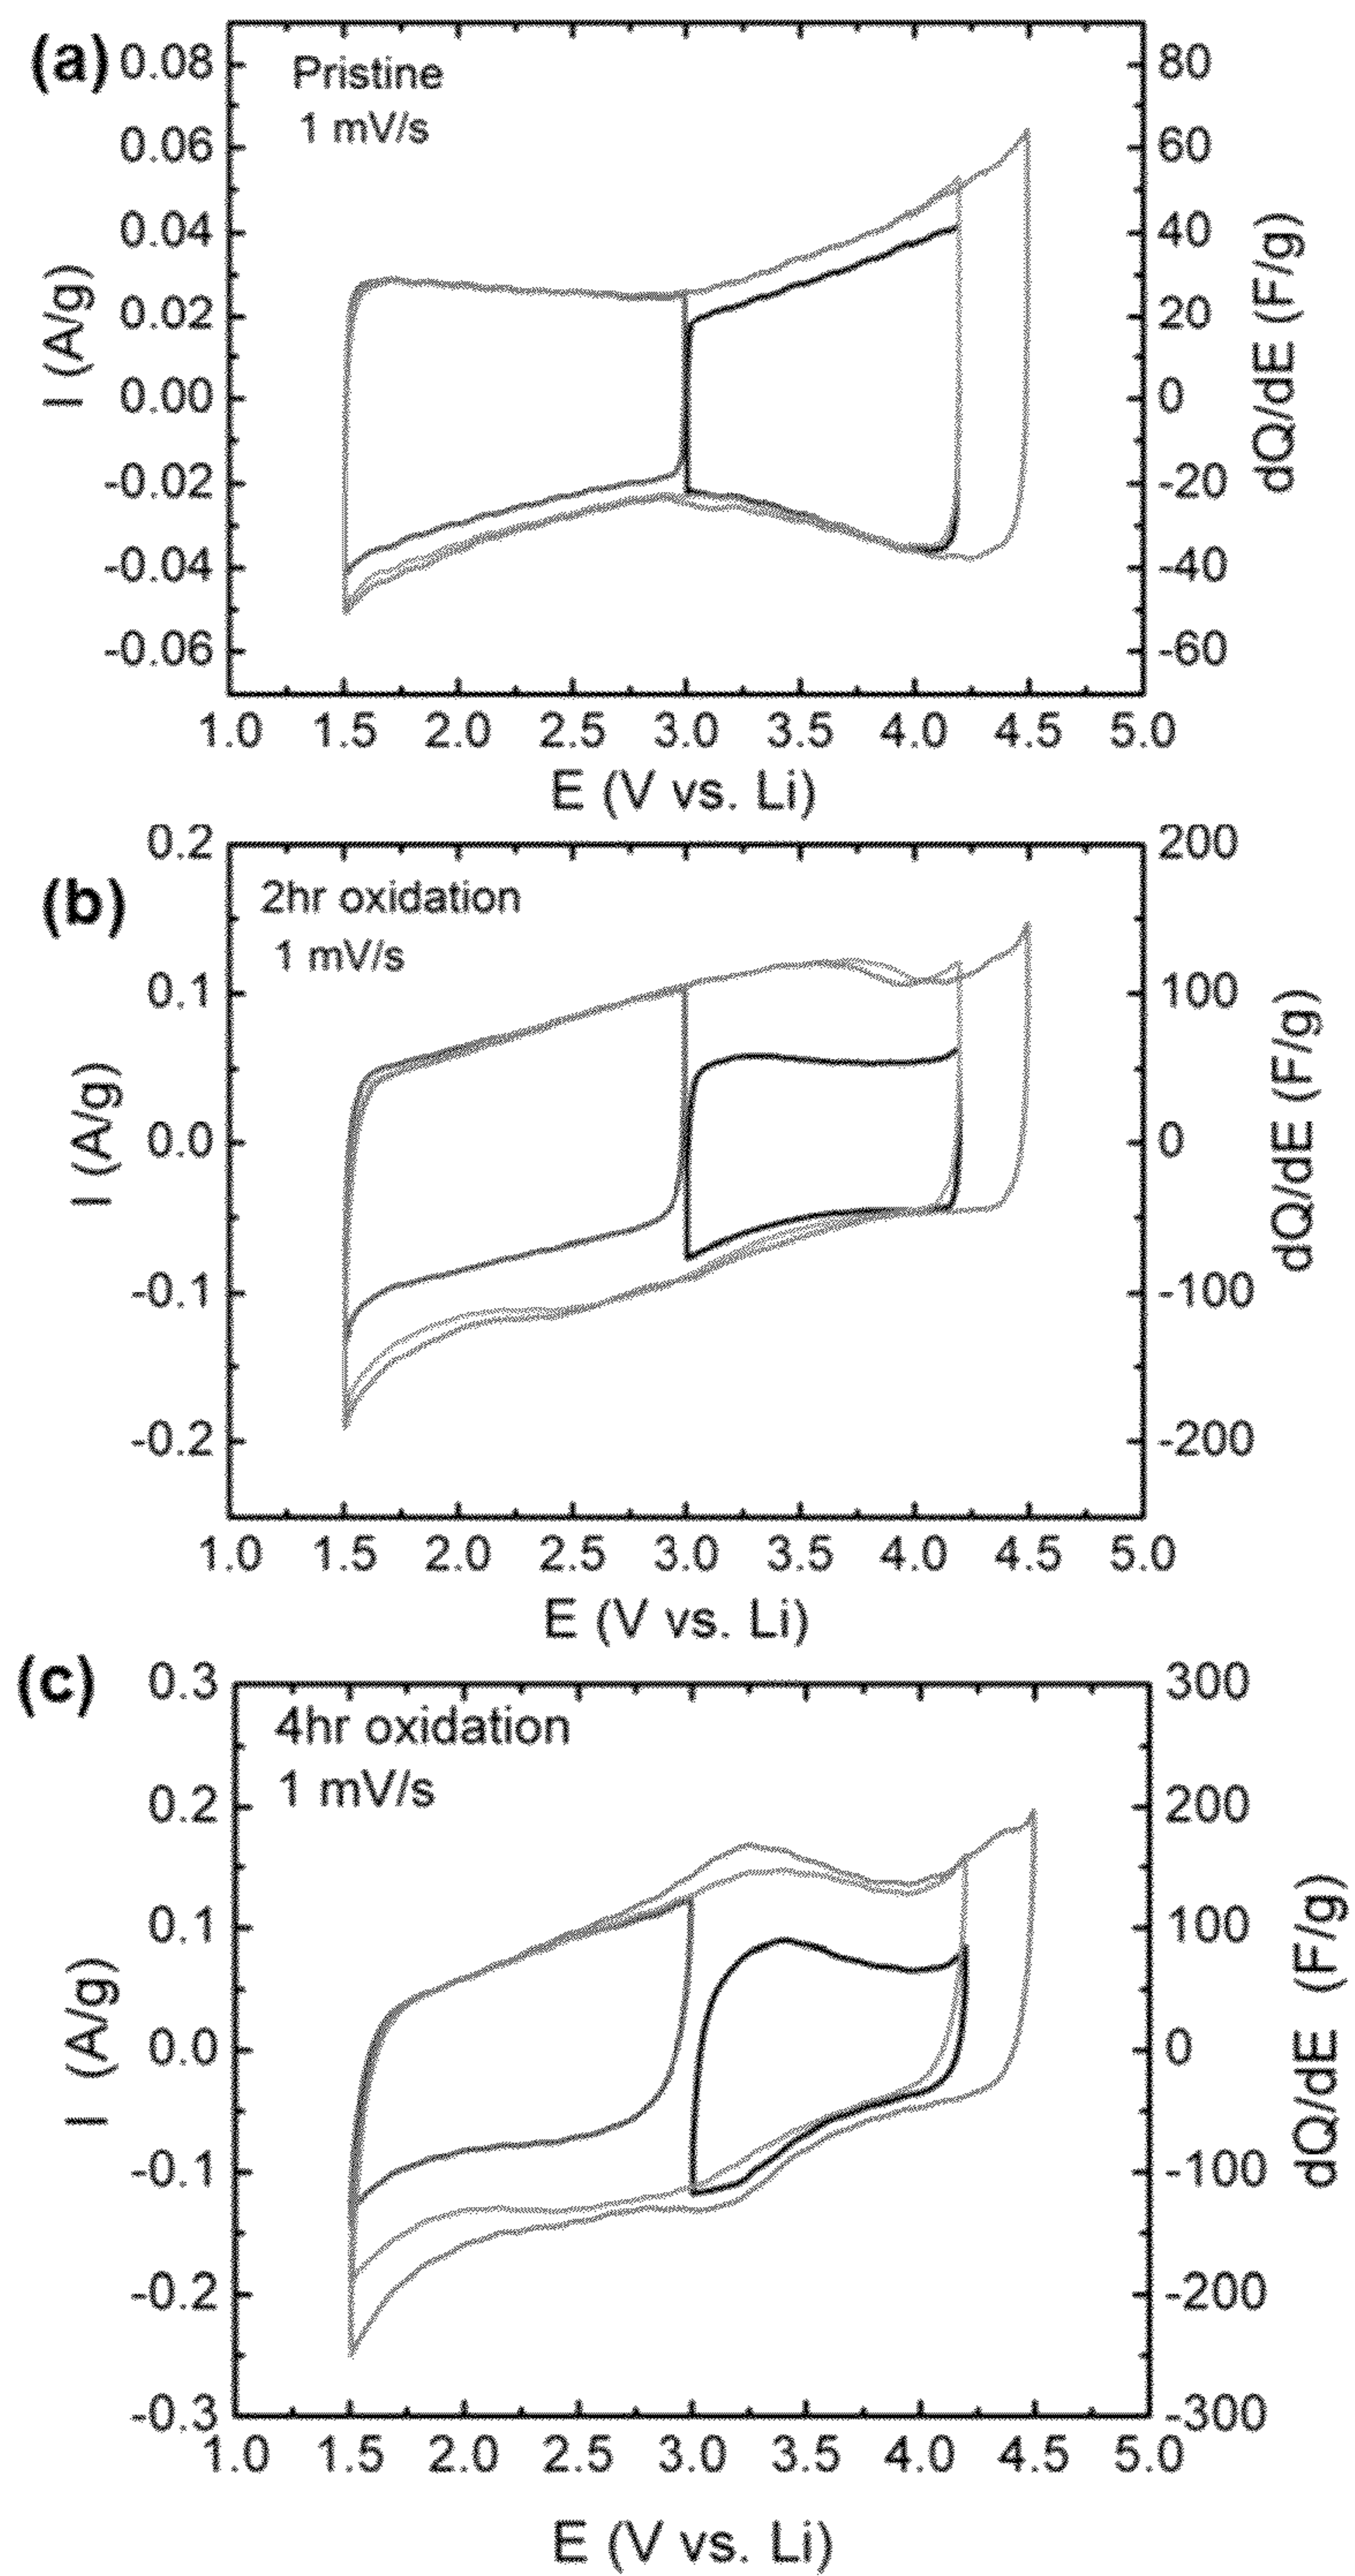 (a)
Pristine
1 mV/s
0.08
0.06
0.04
0.02
0.00
-0.02
-0.04
-0.06
I (A/g)
80
60
40
20
0
-20
-40
-60
dQ/dE (F/g)
1.0 1.5 2.0 2.5 3.0 3.5 4.0 4.5 5.0
E (V vs. Li)
(b)
2hr oxidation
1 mV/s
0.2
0.1
0.0
-0.1
-0.2
I (A/g)
200
100
0
-100
-200
dQ/dE (F/g)
1.0 1.5 2.0 2.5 3.0 3.5 4.0 4.5 5.0
E (V vs. Li)
(c)
4hr oxidation
1 mV/s
0.3
0.2
0.1
0.0
-0.1
-0.2
-0.3
I (A/g)
300
200
100
0
-100
-200
-300
dQ/dE (F/g)
1.0 1.5 2.0 2.5 3.0 3.5 4.0 4.5 5.0
E (V vs. Li)